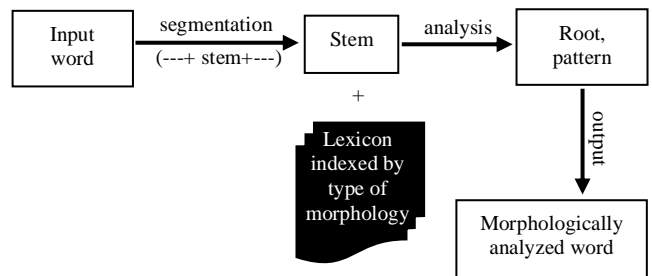 Input
word
segmentation
(---+ stem+---)
Stem
analysis
Root,
pattern
+
Lexicon
indexed by
type of
morphology
output
Morphologically
analyzed word